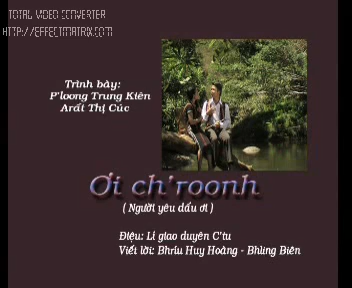 TOTAL VIDEO CONVERTER
HTTP://EFFECTMATRIX.COM
Trình bày:
P'loong Trung Kiên
Arất Thị Cúc
Ơi ch'roonh
( Người yêu dấu ơi )
Điệu: Lí giao duyên C'tu
Viết lời: Bhríu Huy Hoàng - Bhling Biên